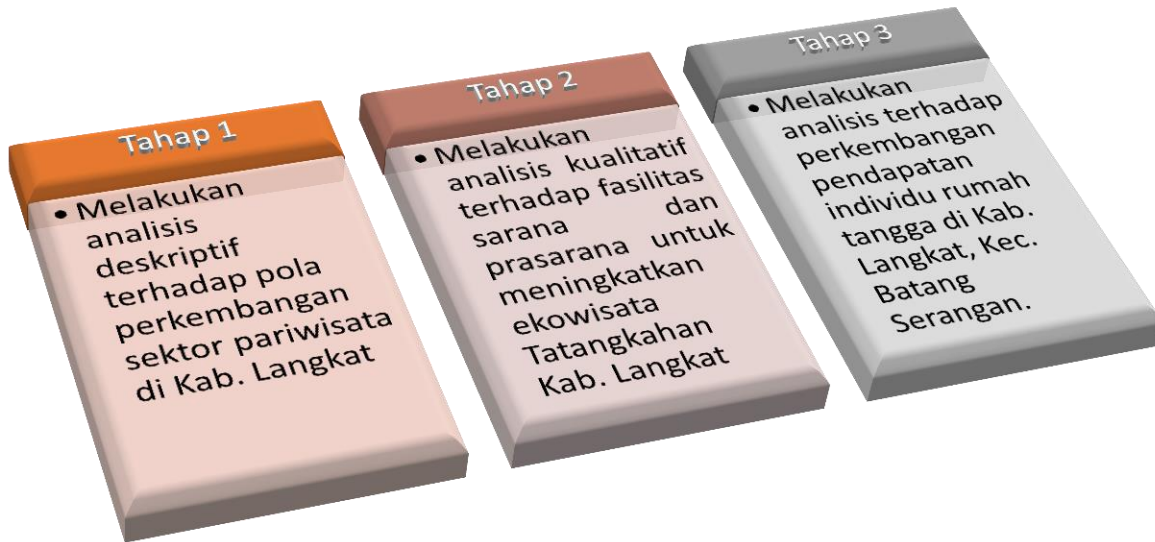 Tahap 1
• Melakukan
analisis
deskriptif
terhadap pola
perkembangan
sektor pariwisata
di Kab. Langkat
Tahap 2
• Melakukan
analisis kualitatif
terhadap fasilitas
sarana dan
prasarana untuk
meningkatkan
ekowisata
Tatangkahan
Kab. Langkat
Tahap 3
• Melakukan
analisis terhadap
perkembangan
pendapatan
individu rumah
tangga di Kab.
Langkat, Kec.
Batang
Serangan.